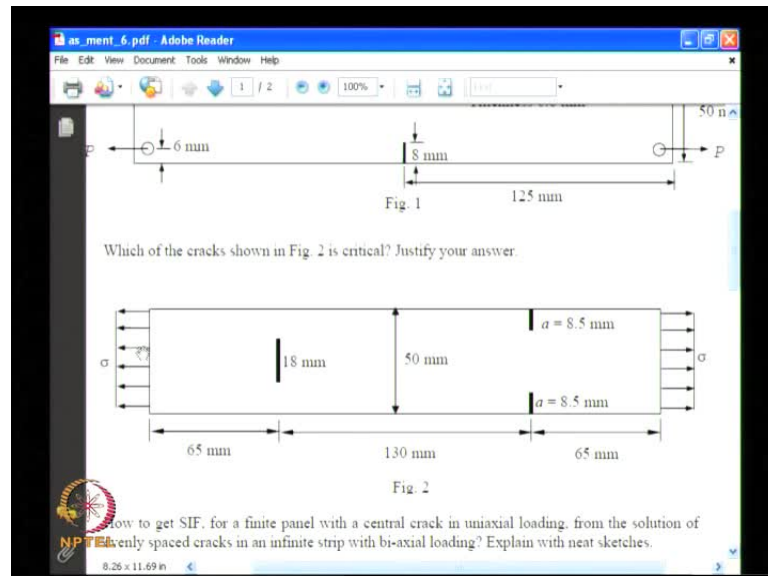 as_ment_6.pdf - Adobe Reader
File Edit View Document Tools Window Help
1 / 2 100%
50 n
P 6 mm 8 mm P
125 mm
Fig. 1
Which of the cracks shown in Fig. 2 is critical? Justify your answer.
a = 8.5 mm
σ 18 mm 50 mm σ
a = 8.5 mm
65 mm 130 mm 65 mm
Fig. 2
How to get SIF, for a finite panel with a central crack in uniaxial loading, from the solution of
evenly spaced cracks in an infinite strip with bi-axial loading? Explain with neat sketches.
NPTEL
8.26 x 11.69 in